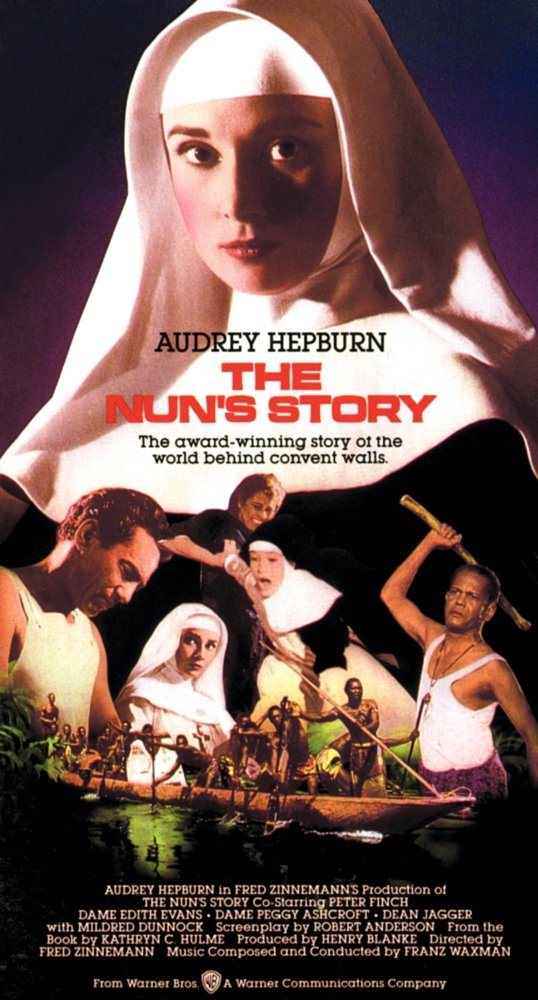 AUDREY HEPBURN
THE
NUN'S STORY
The award-winning story of the
world behind convent walls.
AUDREY HEPBURN in FRED ZINNEMANN'S Production of
THE NUN'S STORY Co-Starring PETER FINCH
DAME EDITH EVANS • DAME PEGGY ASHCROFT • DEAN JAGGER
with MILDRED DUNNOCK Screenplay by ROBERT ANDERSON From the
Book by KATHRYN C. HULME Produced by HENRY BLANKE Directed by
FRED ZINNEMANN Music Composed and Conducted by FRANZ WAXMAN
From Warner Bros. WB A Warner Communications Company